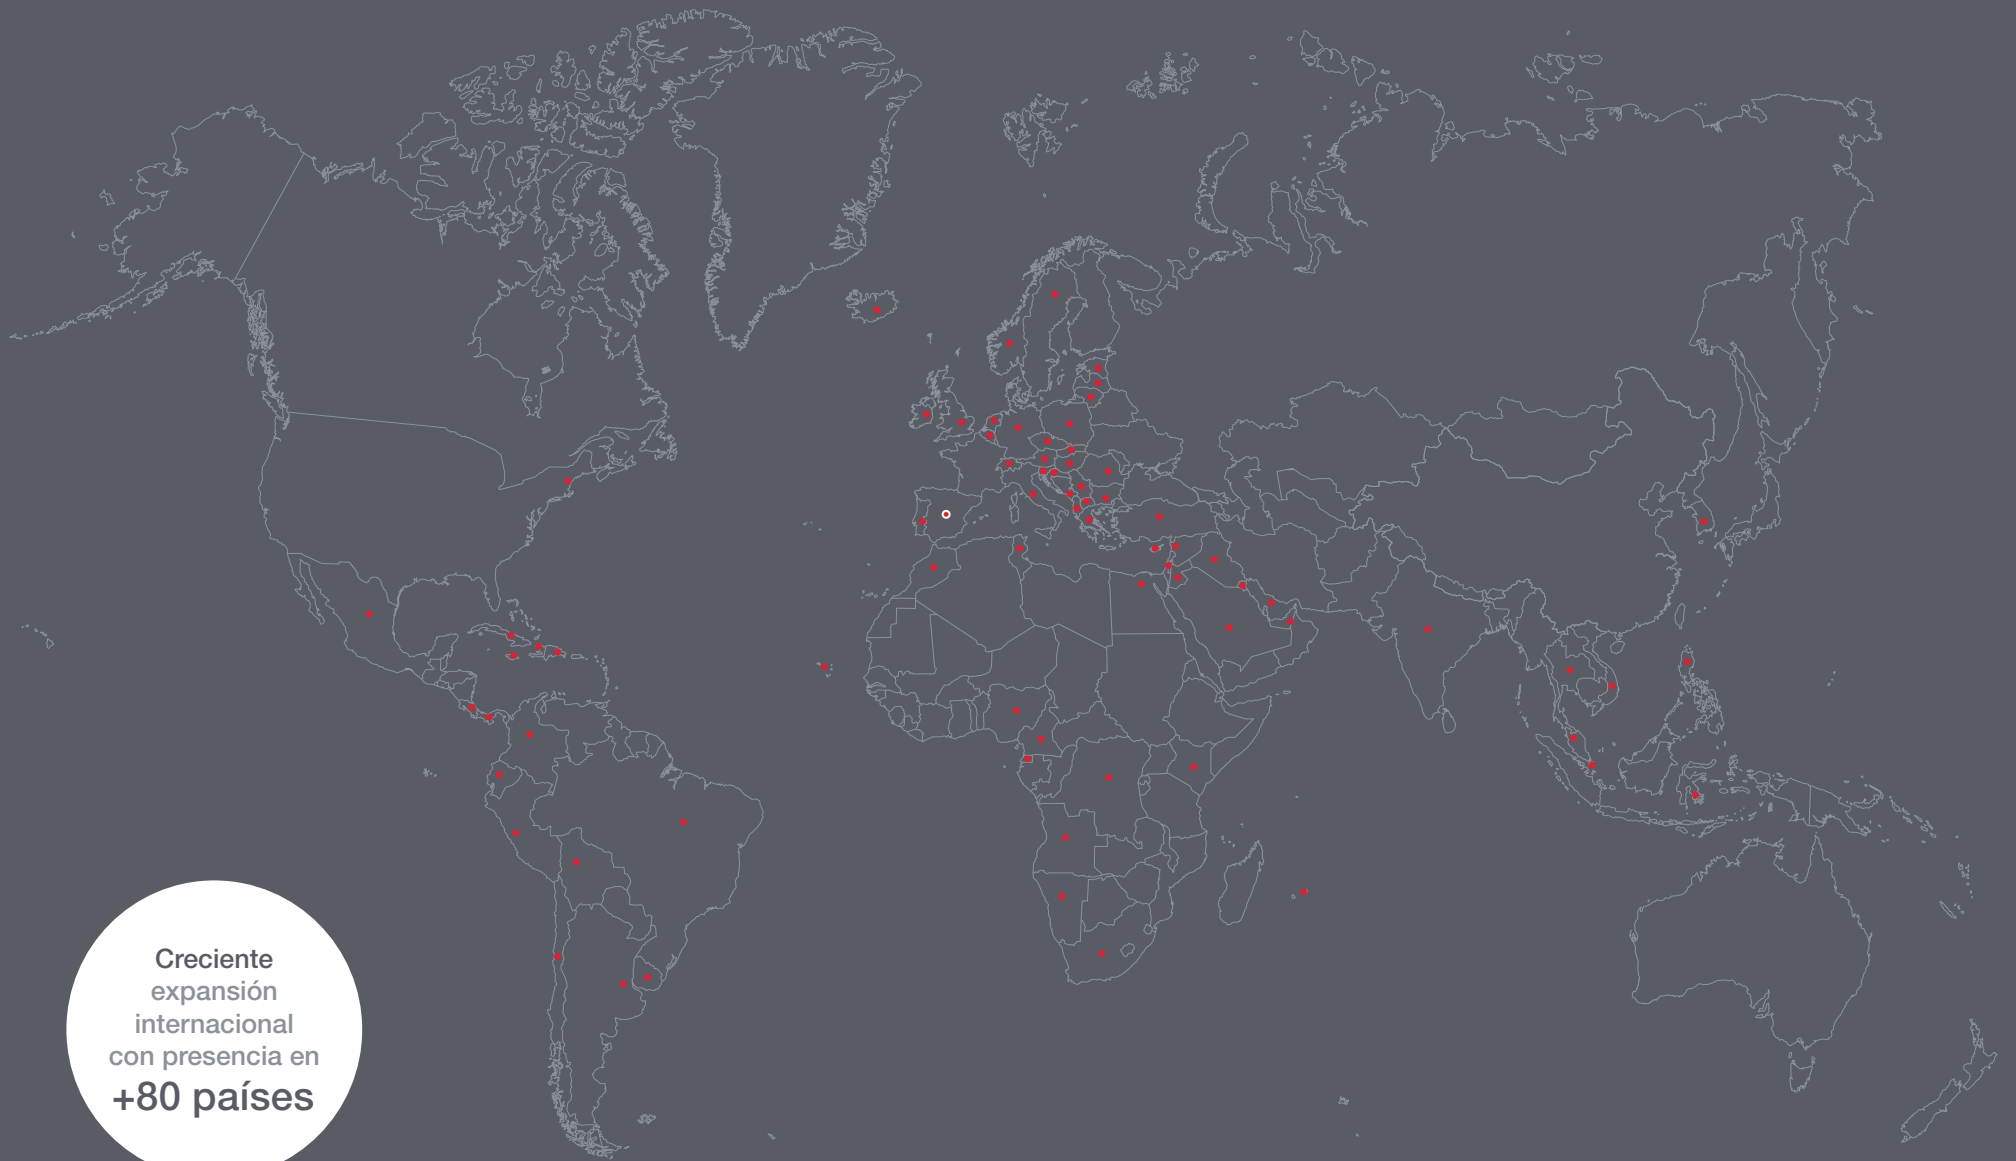 Creciente
expansión
internacional
con presencia en
+80 países